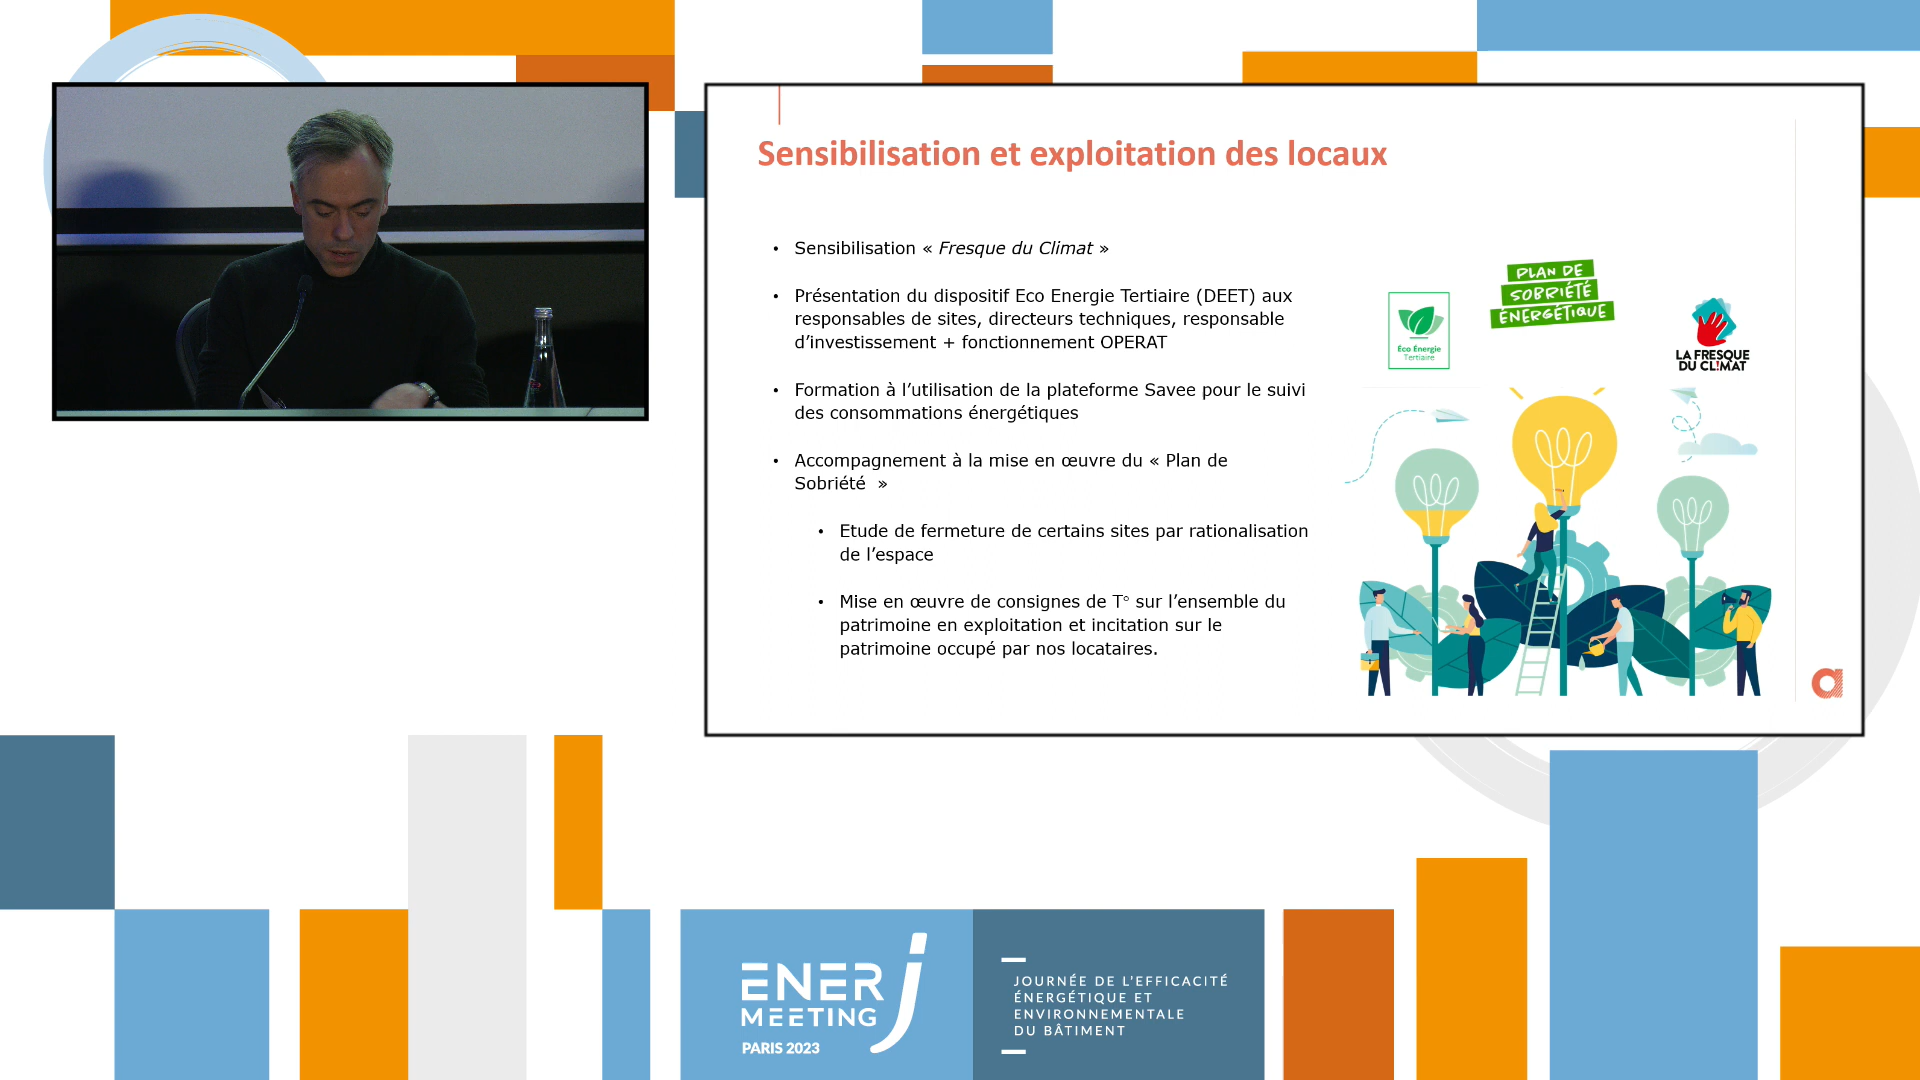 Sensibilisation et exploitation des locaux
• Sensibilisation « Fresque du Climat »
• Présentation du dispositif Eco Energie Tertiaire (DEET) aux
responsables de sites, directeurs techniques, responsable
d’investissement + fonctionnement OPERAT
• Formation à l’utilisation de la plateforme Savee pour le suivi
des consommations énergétiques
• Accompagnement à la mise en œuvre du « Plan de
Sobriété  »
• Etude de fermeture de certains sites par rationalisation
de l’espace
• Mise en œuvre de consignes de T° sur l’ensemble du
patrimoine en exploitation et incitation sur le
patrimoine occupé par nos locataires.
Éco Énergie
Tertiaire
PLAN DE
SOBRIÉTÉ
ÉNERGÉTIQUE
LA FRESQUE
DU CL!MAT
a
ENERJ
MEETING
PARIS 2023
JOURNÉE DE L’EFFICACITÉ
ÉNERGÉTIQUE ET
ENVIRONNEMENTALE
DU BÂTIMENT